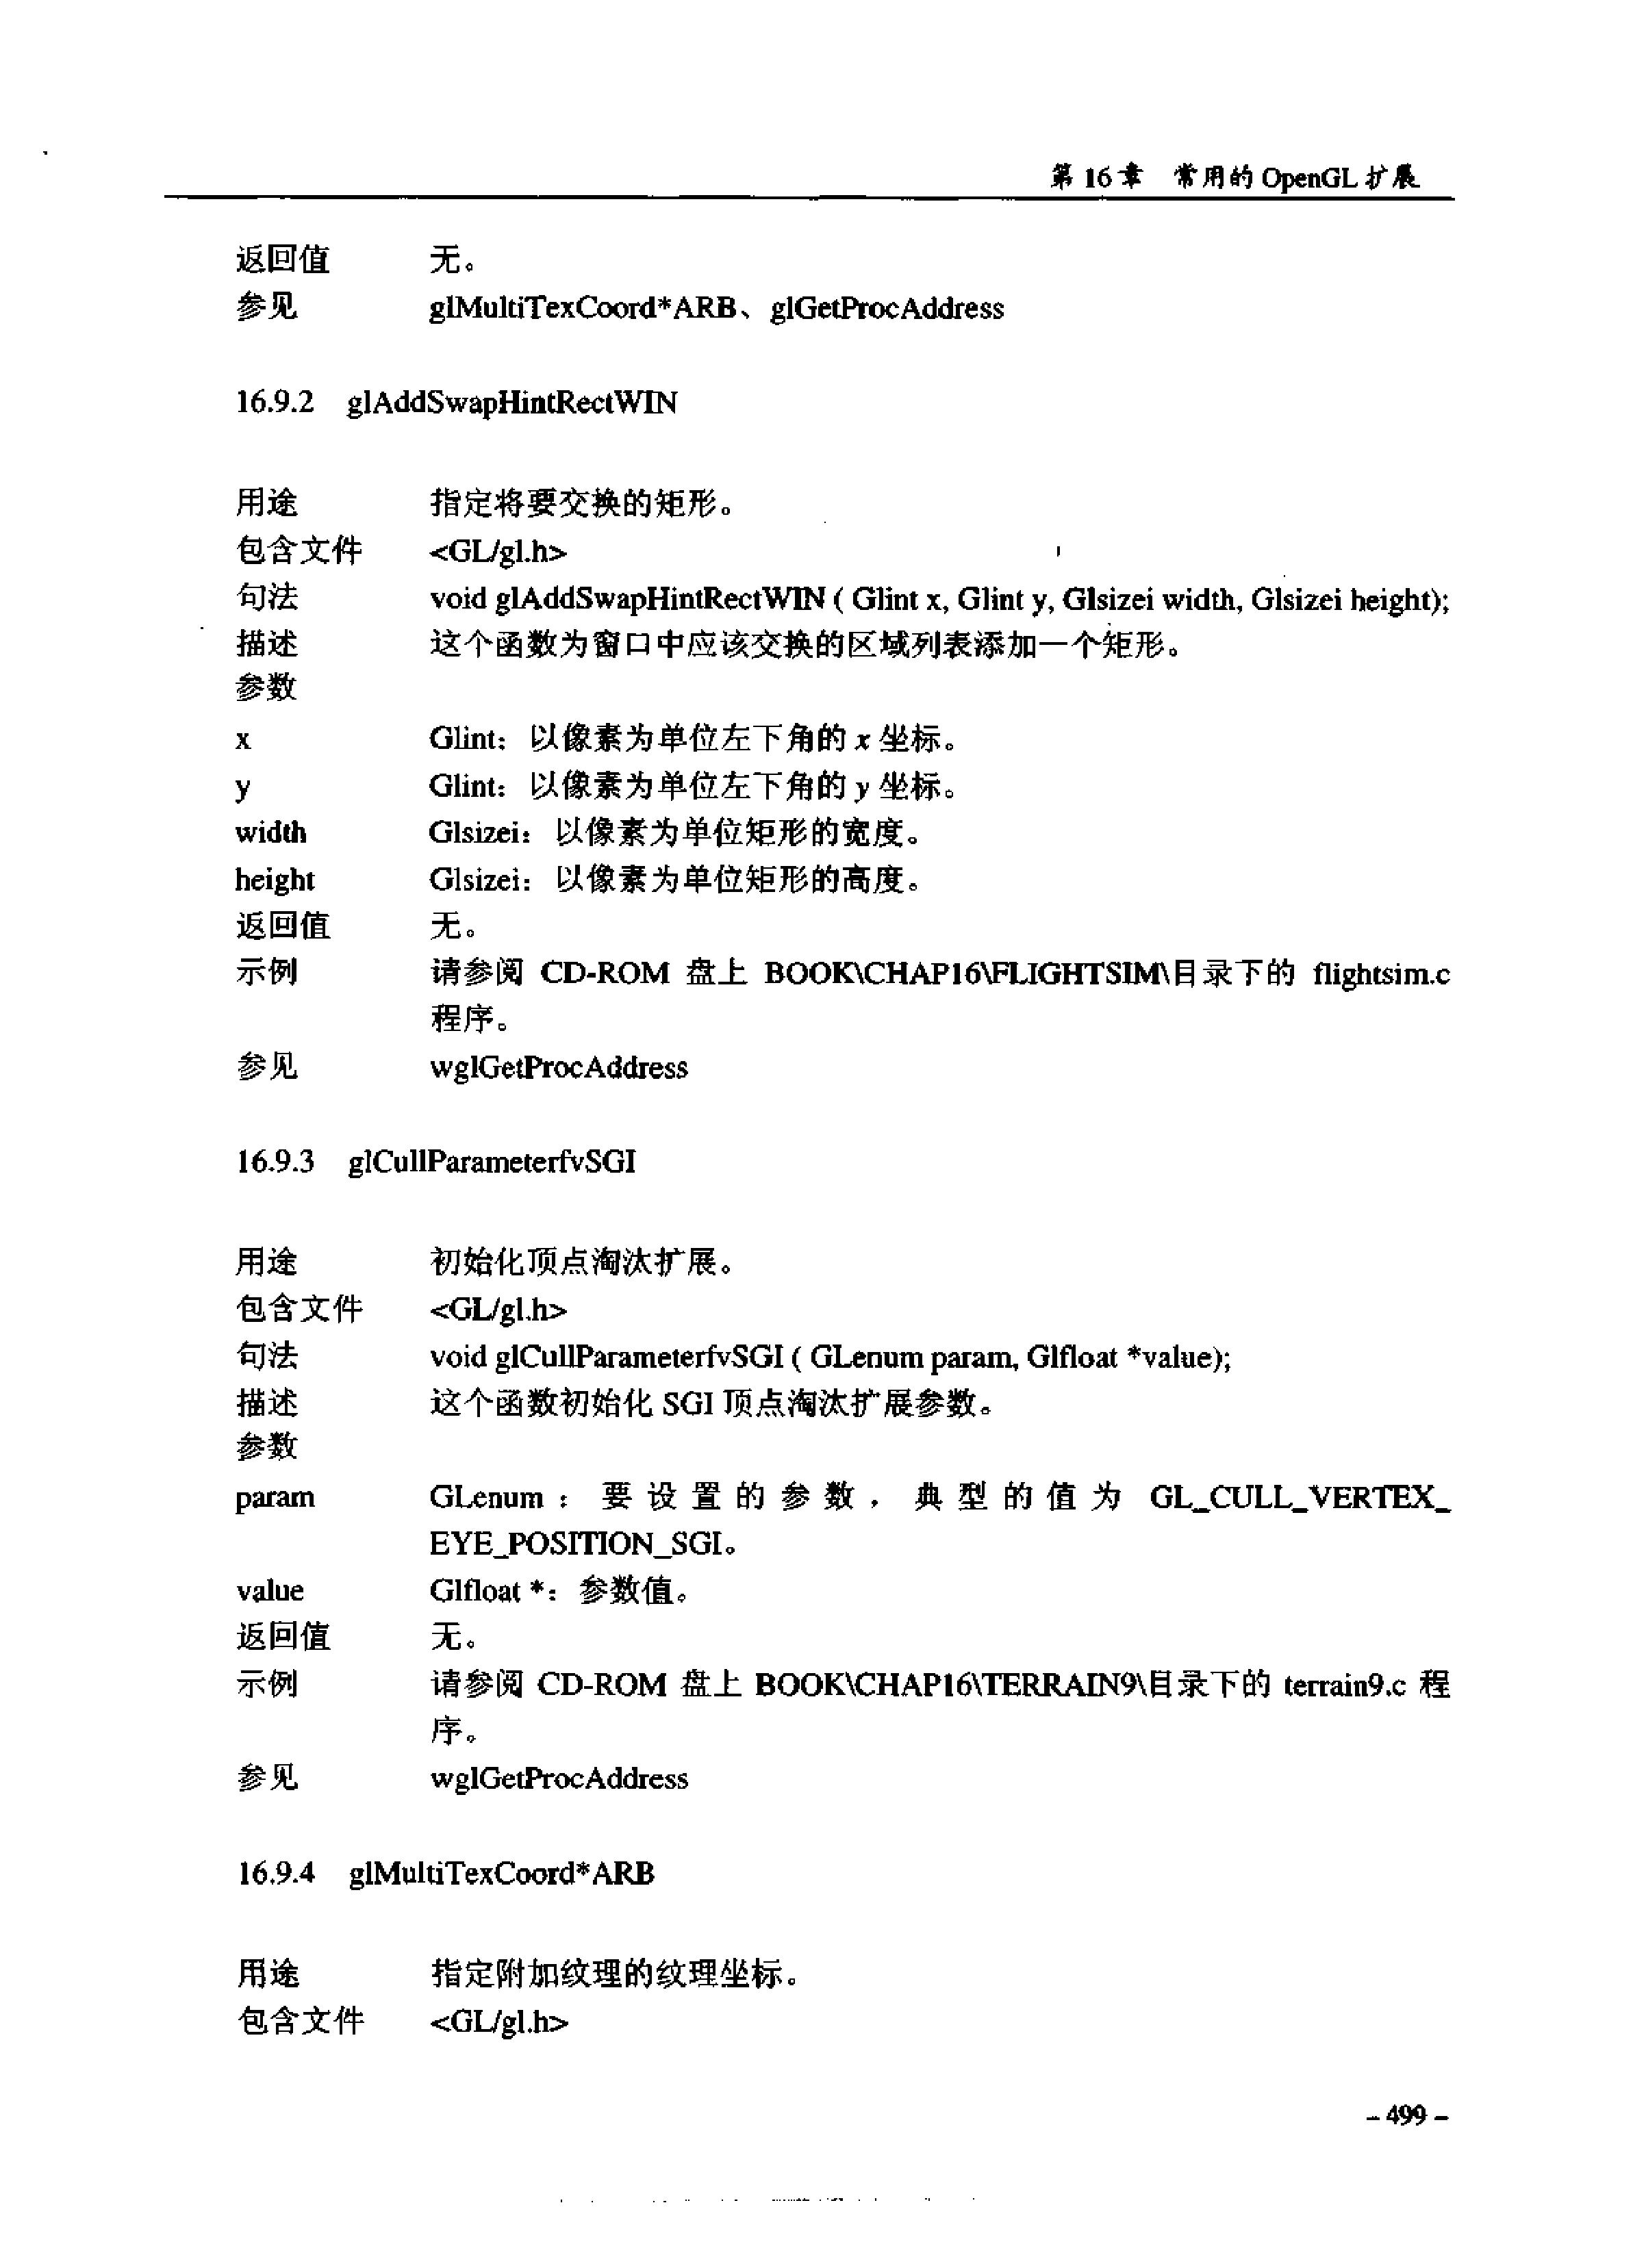 第 16 章 常用的 OpenGL 扩展
返回值 无。
参见 glMultiTexCoord*ARB、glGetProcAddress
16.9.2 glAddSwapHintRectWIN
用途 指定将要交换的矩形。
包含文件 <GL/gl.h>
句法 void glAddSwapHintRectWIN ( Glint x, Glint y, Glsizei width, Glsizei height);
描述 这个函数为窗口中应该交换的区域列表添加一个矩形。
参数
x Glint：以像素为单位左下角的 x 坐标。
y Glint：以像素为单位左下角的 y 坐标。
width Glsizei：以像素为单位矩形的宽度。
height Glsizei：以像素为单位矩形的高度。
返回值 无。
示例 请参阅 CD-ROM 盘上 BOOK\CHAP16\FLIGHTSIM\目录下的 flightsim.c
程序。
参见 wglGetProcAddress
16.9.3 glCullParameterfvSGI
用途 初始化顶点淘汰扩展。
包含文件 <GL/gl.h>
句法 void glCullParameterfvSGI ( GLenum param, Glfloat *value);
描述 这个函数初始化 SGI 顶点淘汰扩展参数。
参数
param GLenum：要设置的参数，典型的值为 GL_CULL_VERTEX_
EYE_POSITION_SGI。
value Glfloat *：参数值。
返回值 无。
示例 请参阅 CD-ROM 盘上 BOOK\CHAP16\TERRAIN9\目录下的 terrain9.c 程
序。
参见 wglGetProcAddress
16.9.4 glMultiTexCoord*ARB
用途 指定附加纹理的纹理坐标。
包含文件 <GL/gl.h>
- 499 -